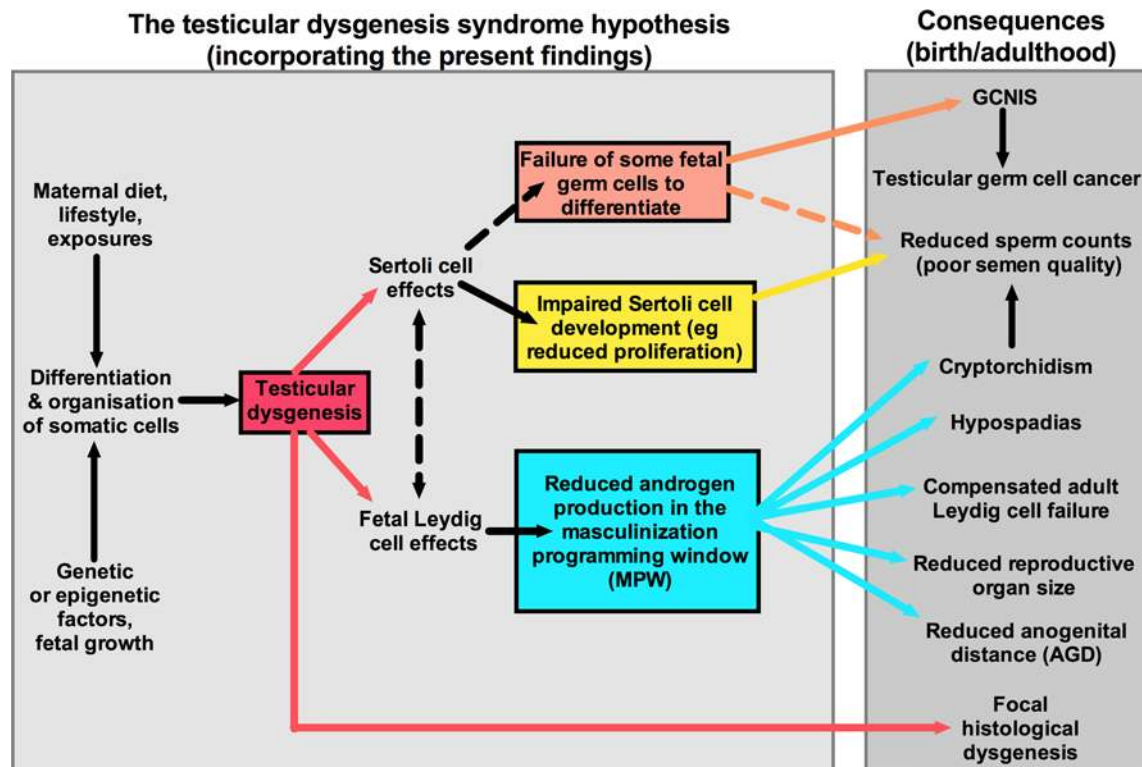 The testicular dysgenesis syndrome hypothesis
(incorporating the present findings)
Consequences
(birth/adulthood)
Maternal diet,
lifestyle,
exposures
Differentiation
& organisation
of somatic cells
Genetic
or epigenetic
factors,
fetal growth
Testicular
dysgenesis
Sertoli cell
effects
Fetal Leydig
cell effects
Failure of some fetal
germ cells to
differentiate
Impaired Sertoli cell
development (eg
reduced proliferation)
Reduced androgen
production in the
masculinization
programming window
(MPW)
GCNIS
Testicular germ cell cancer
Reduced sperm counts
(poor semen quality)
Cryptorchidism
Hypospadias
Compensated adult
Leydig cell failure
Reduced reproductive
organ size
Reduced anogenital
distance (AGD)
Focal
histological
dysgenesis